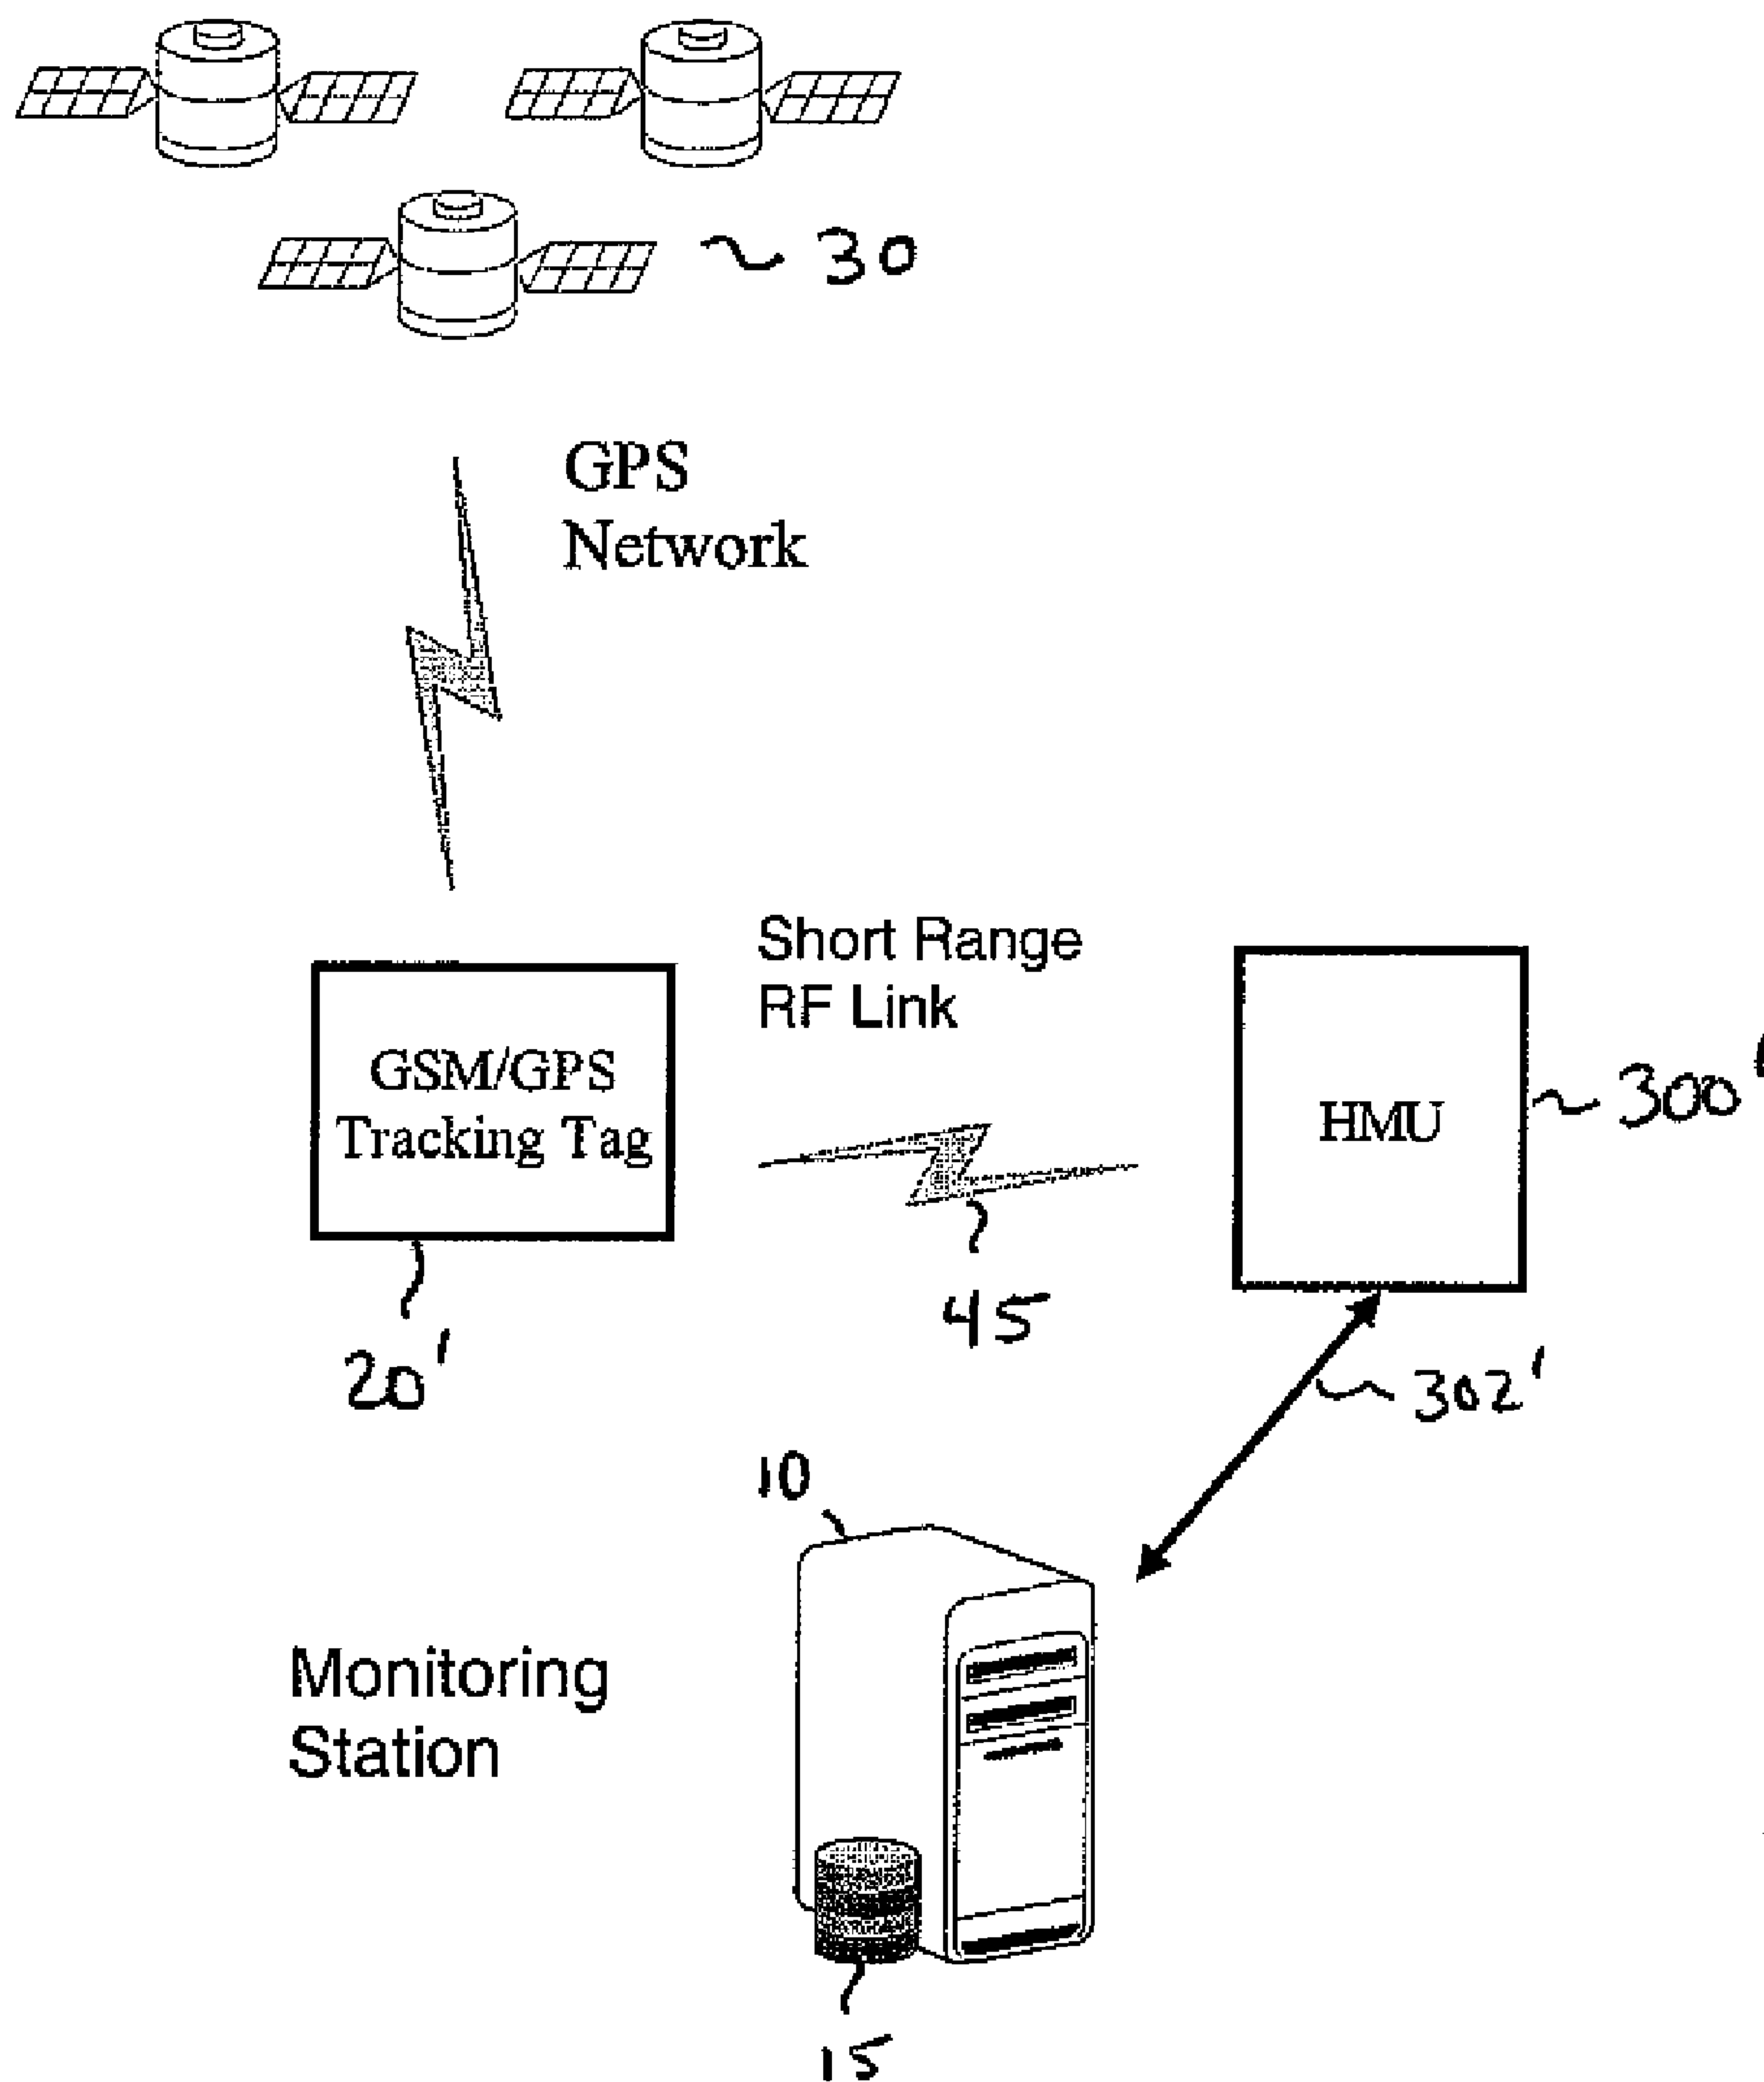 30
GPS
Network
Short Range
RF Link
GSM/GPS
Tracking Tag
HMU
300'
45
20'
302'
10
Monitoring
Station
15